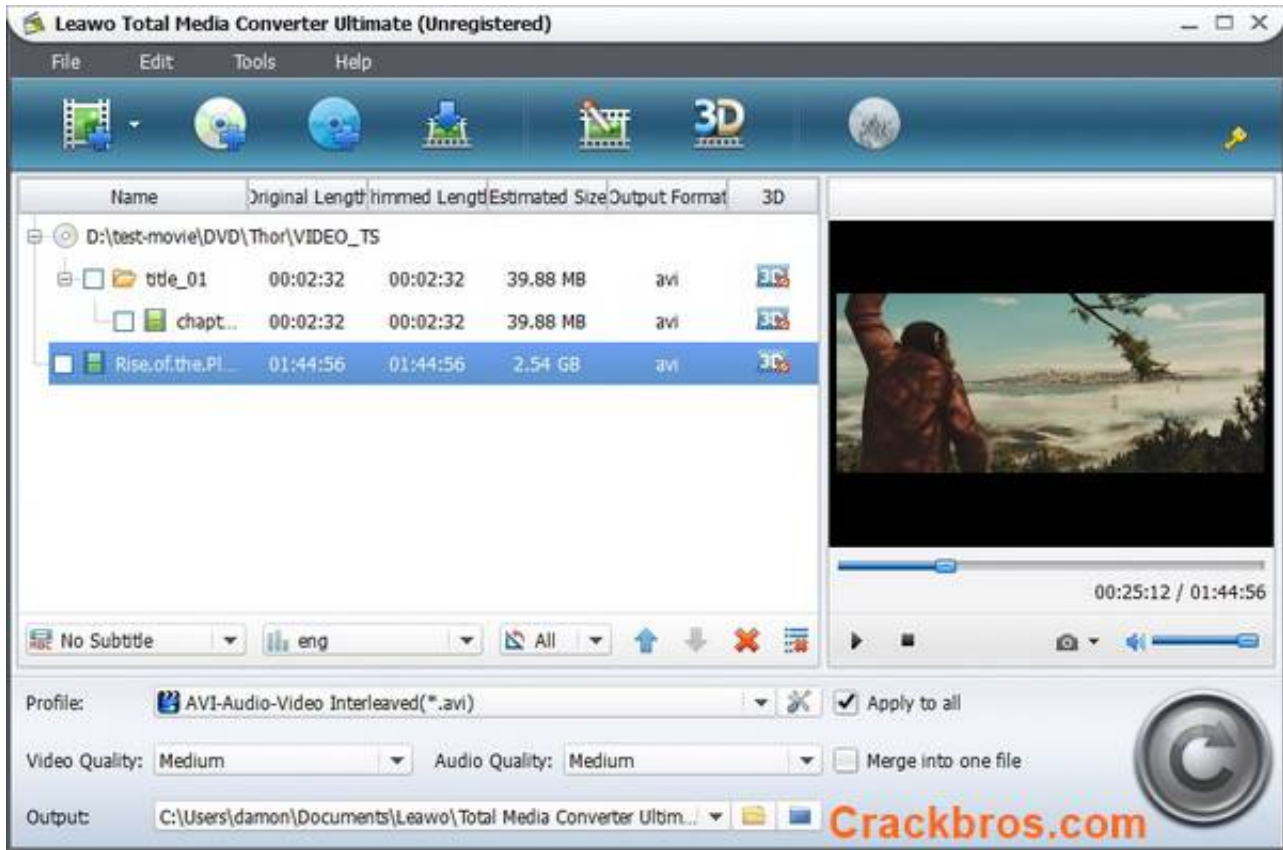 Leawo Total Media Converter Ultimate (Unregistered)
File Edit Tools Help
3D
Name Original Length Trimmed Length Estimated Size Output Format 3D
D:\test-movie\DVD\Thor\VIDEO_TS
title_01 00:02:32 00:02:32 39.88 MB avi 3D
chapt... 00:02:32 00:02:32 39.88 MB avi 3D
Rise.of.the.Pl... 01:44:56 01:44:56 2.54 GB avi 3D
00:25:12 / 01:44:56
No Subtitle eng All
Profile: AVI-Audio-Video Interleaved(*.avi) Apply to all
Video Quality: Medium Audio Quality: Medium Merge into one file
Output: C:\Users\damon\Documents\Leawo\Total Media Converter Ultim...
Crackbros.com